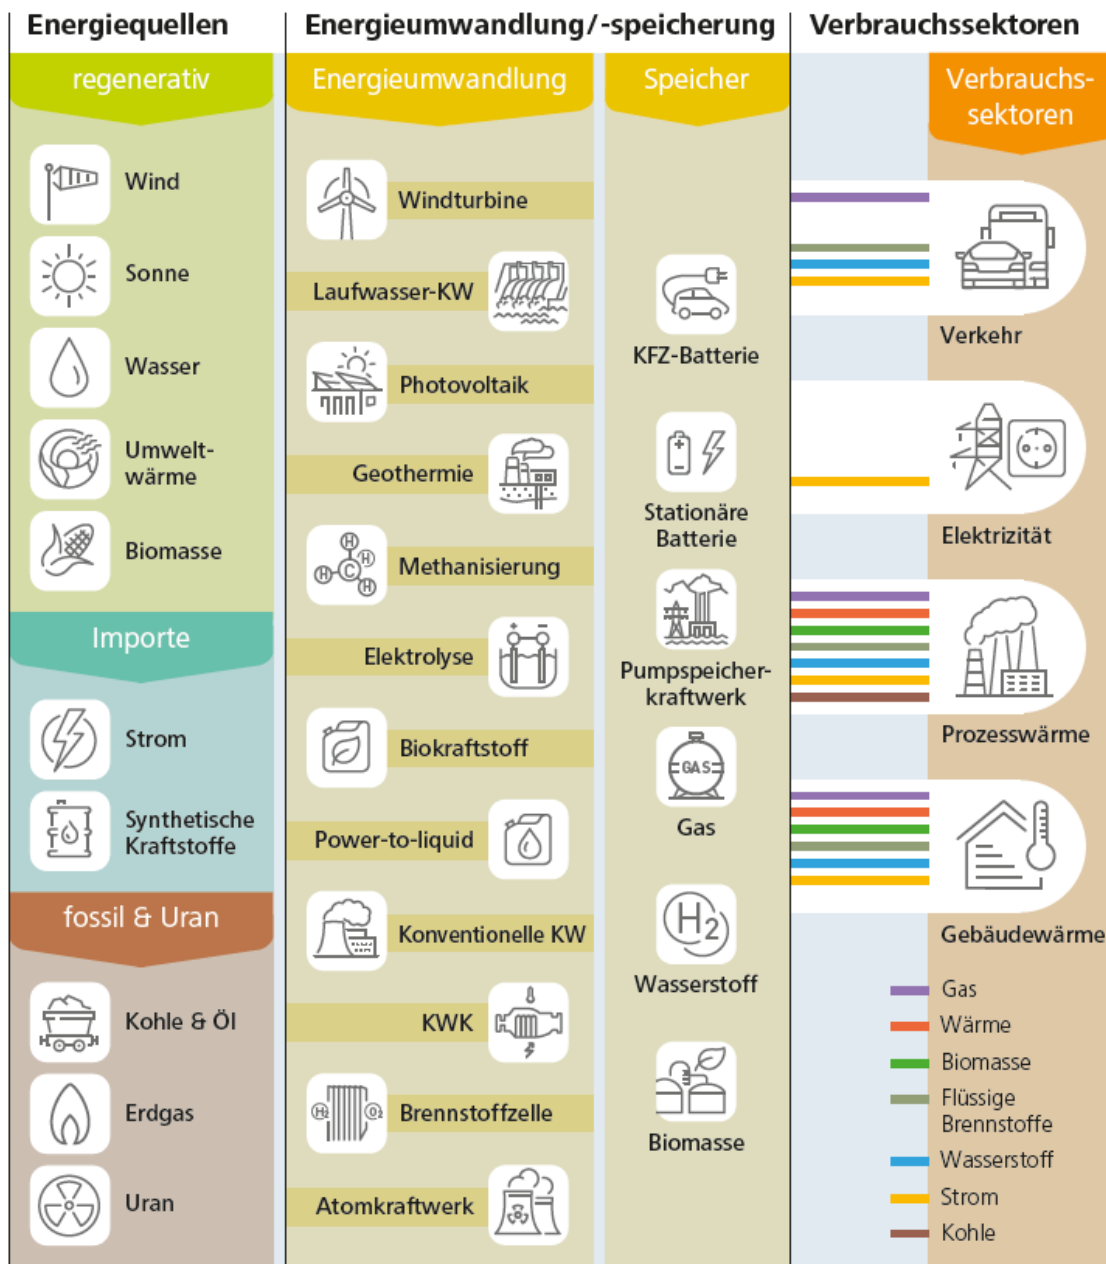 Energiequellen
Energieumwandlung/-speicherung
Verbrauchssektoren
regenerativ
Wind
Sonne
Wasser
Umwelt-
wärme
Biomasse
Importe
Strom
Synthetische
Kraftstoffe
fossil & Uran
Kohle & Öl
Erdgas
Uran
Energieumwandlung
Windturbine
Laufwasser-KW
Photovoltaik
Geothermie
H
H
H
C
H
Methanisierung
Elektrolyse
+
-
Biokraftstoff
Power-to-liquid
Konventionelle KW
KWK
H2
O2
Brennstoffzelle
Atomkraftwerk
Speicher
KFZ-Batterie
Stationäre
Batterie
Pumpspeicher-
kraftwerk
GAS
Gas
H2
Wasserstoff
Biomasse
Verbrauchs-
sektoren
Verkehr
Elektrizität
Prozesswärme
Gebäudewärme
Gas
Wärme
Biomasse
Flüssige
Brennstoffe
Wasserstoff
Strom
Kohle